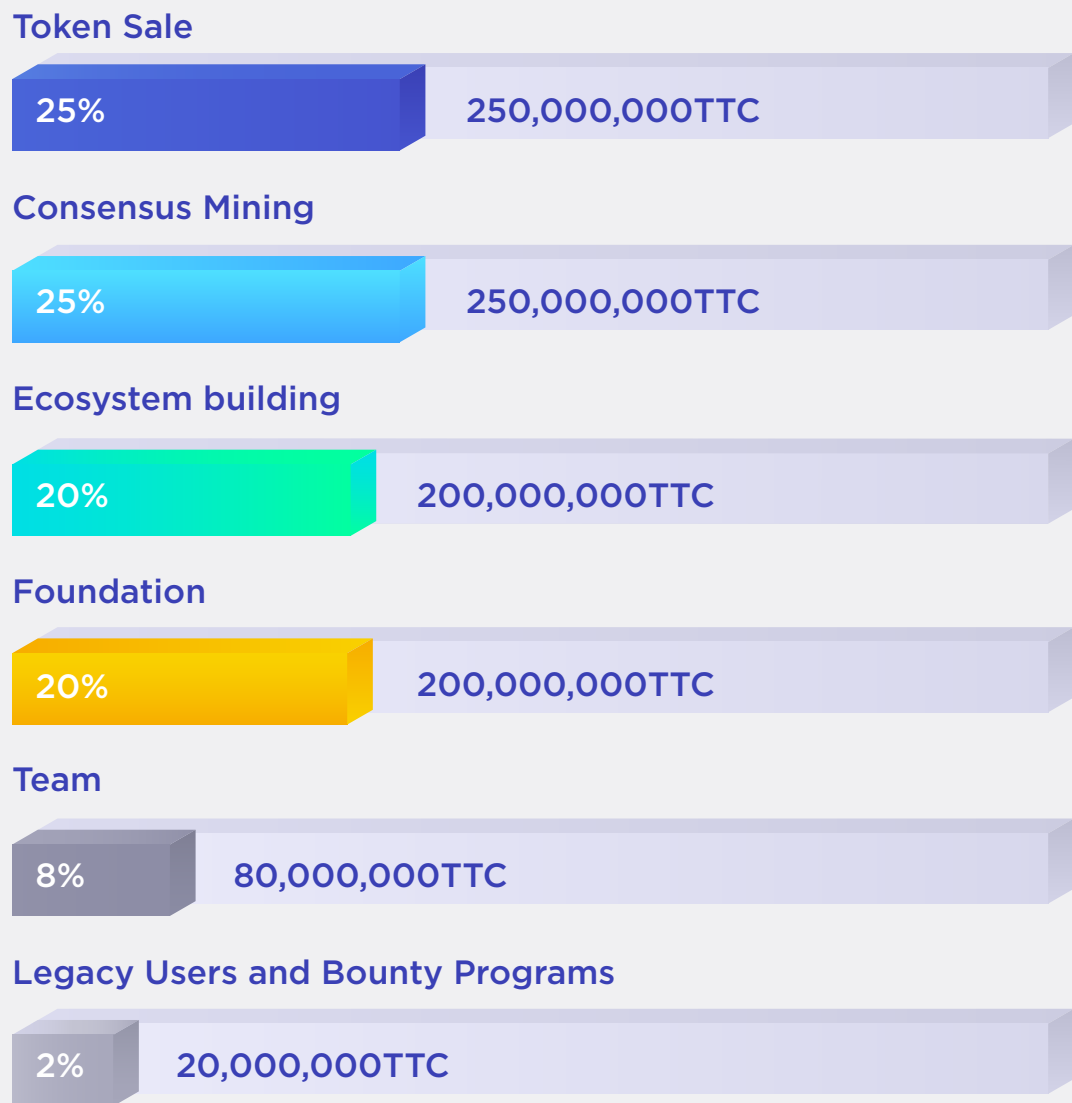 Token Sale
25% 250,000,000TTC
Consensus Mining
25% 250,000,000TTC
Ecosystem building
20% 200,000,000TTC
Foundation
20% 200,000,000TTC
Team
8% 80,000,000TTC
Legacy Users and Bounty Programs
2% 20,000,000TTC